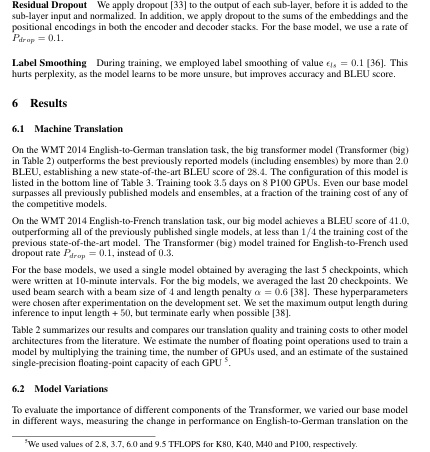 Residual Dropout We apply dropout [33] to the output of each sub-layer, before it is added to the
sub-layer input and normalized. In addition, we apply dropout to the sums of the embeddings and the
positional encodings in both the encoder and decoder stacks. For the base model, we use a rate of
P_drop = 0.1.
Label Smoothing During training, we employed label smoothing of value ϵ_ls = 0.1 [36]. This
hurts perplexity, as the model learns to be more unsure, but improves accuracy and BLEU score.
6 Results
6.1 Machine Translation
On the WMT 2014 English-to-German translation task, the big transformer model (Transformer (big)
in Table 2) outperforms the best previously reported models (including ensembles) by more than 2.0
BLEU, establishing a new state-of-the-art BLEU score of 28.4. The configuration of this model is
listed in the bottom line of Table 3. Training took 3.5 days on 8 P100 GPUs. Even our base model
surpasses all previously published models and ensembles, at a fraction of the training cost of any of
the competitive models.
On the WMT 2014 English-to-French translation task, our big model achieves a BLEU score of 41.0,
outperforming all of the previously published single models, at less than 1/4 the training cost of the
previous state-of-the-art model. The Transformer (big) model trained for English-to-French used
dropout rate P_drop = 0.1, instead of 0.3.
For the base models, we used a single model obtained by averaging the last 5 checkpoints, which
were written at 10-minute intervals. For the big models, we averaged the last 20 checkpoints. We
used beam search with a beam size of 4 and length penalty α = 0.6 [38]. These hyperparameters
were chosen after experimentation on the development set. We set the maximum output length during
inference to input length + 50, but terminate early when possible [38].
Table 2 summarizes our results and compares our translation quality and training costs to other model
architectures from the literature. We estimate the number of floating point operations used to train a
model by multiplying the training time, the number of GPUs used, and an estimate of the sustained
single-precision floating-point capacity of each GPU ⁵.
6.2 Model Variations
To evaluate the importance of different components of the Transformer, we varied our base model
in different ways, measuring the change in performance on English-to-German translation on the
⁵We used values of 2.8, 3.7, 6.0 and 9.5 TFLOPS for K80, K40, M40 and P100, respectively.